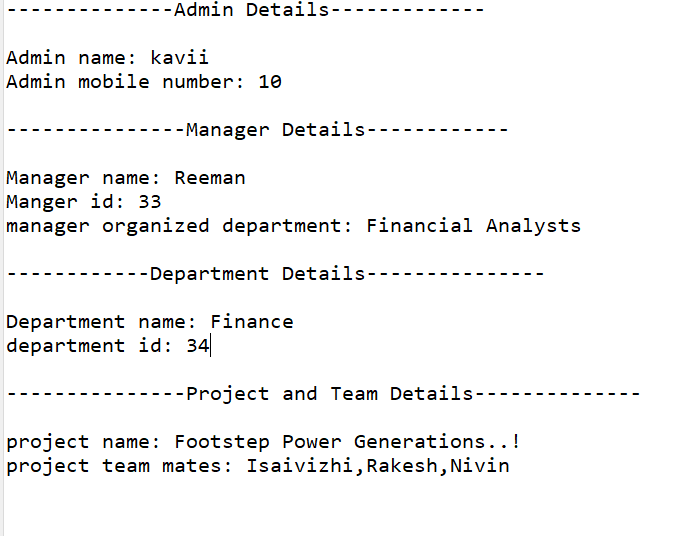 --------------Admin Details-------------
Admin name: kavii
Admin mobile number: 10
---------------Manager Details------------
Manager name: Reeman
Manger id: 33
manager organized department: Financial Analysts
------------Department Details---------------
Department name: Finance
department id: 34
---------------Project and Team Details--------------
project name: Footstep Power Generations..!
project team mates: Isaivizhi,Rakesh,Nivin